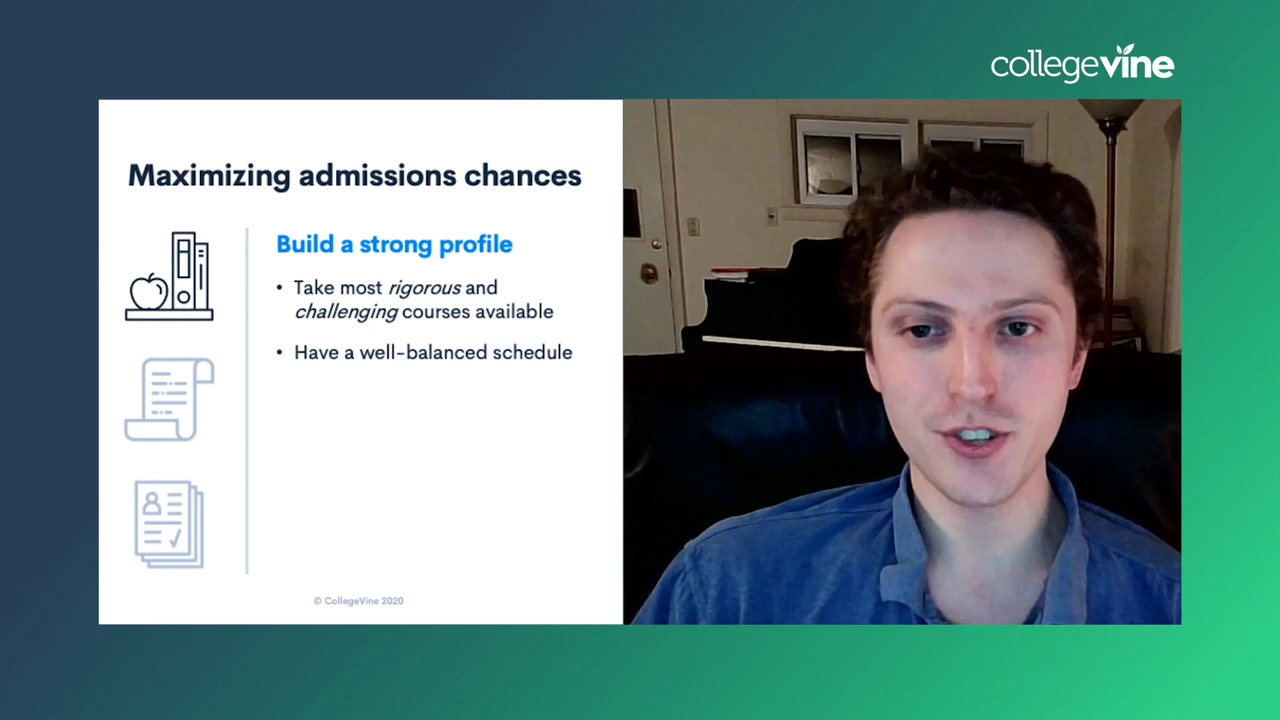 collegevine
Maximizing admissions chances
Build a strong profile
• Take most rigorous and
challenging courses available
• Have a well-balanced schedule
© CollegeVine 2020